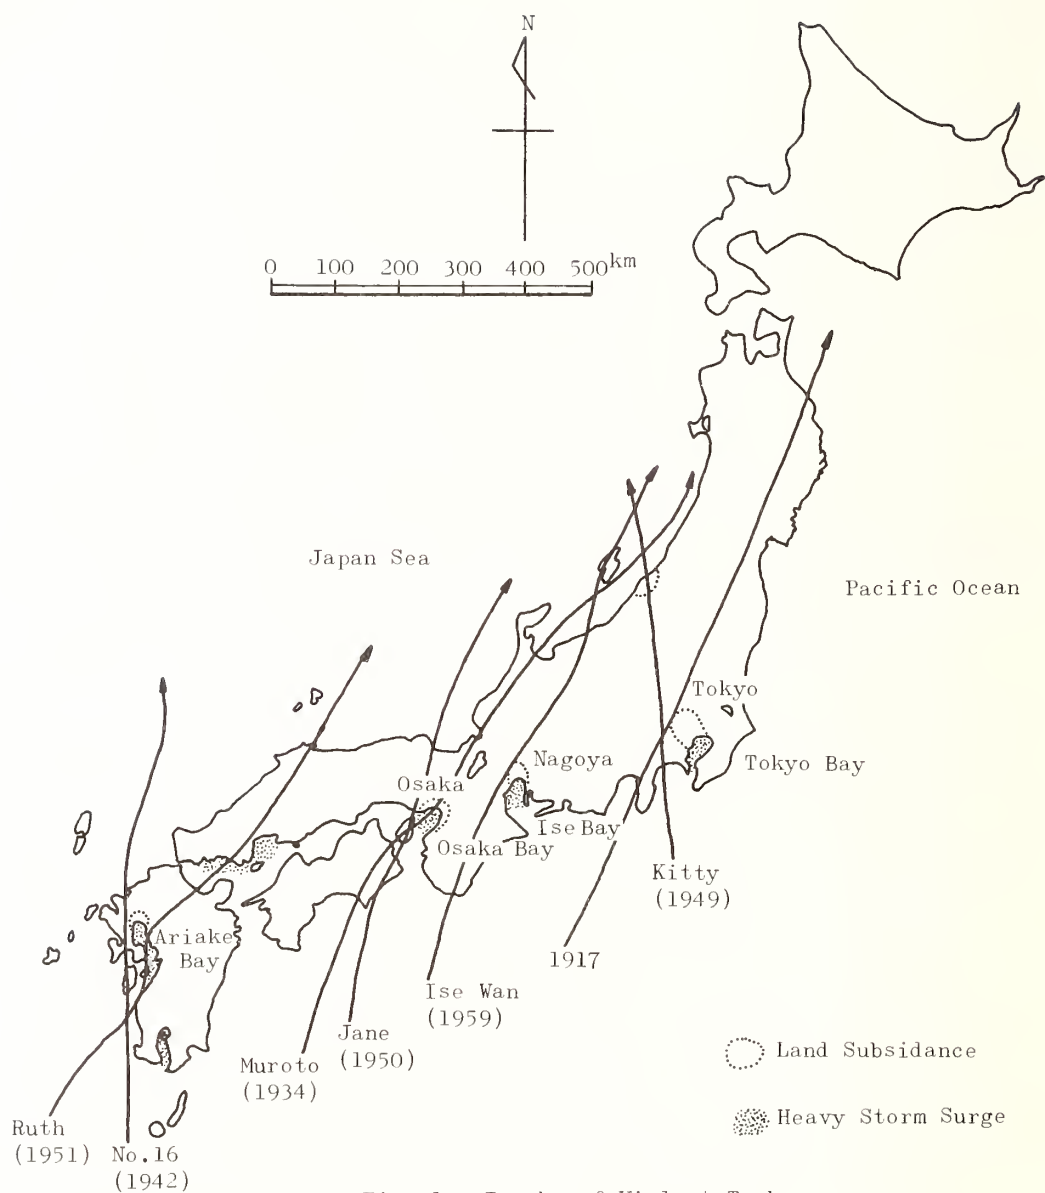 N
0 100 200 300 400 500km
Japan Sea
Pacific Ocean
Tokyo
Tokyo Bay
Nagoya
Osaka
Ise Bay
Osaka Bay
Kitty
(1949)
Ariake
Bay
1917
Ise Wan
(1959)
Jane
(1950)
Muroto
(1934)
Ruth
(1951)
No.16
(1942)
Land Subsidance
Heavy Storm Surge